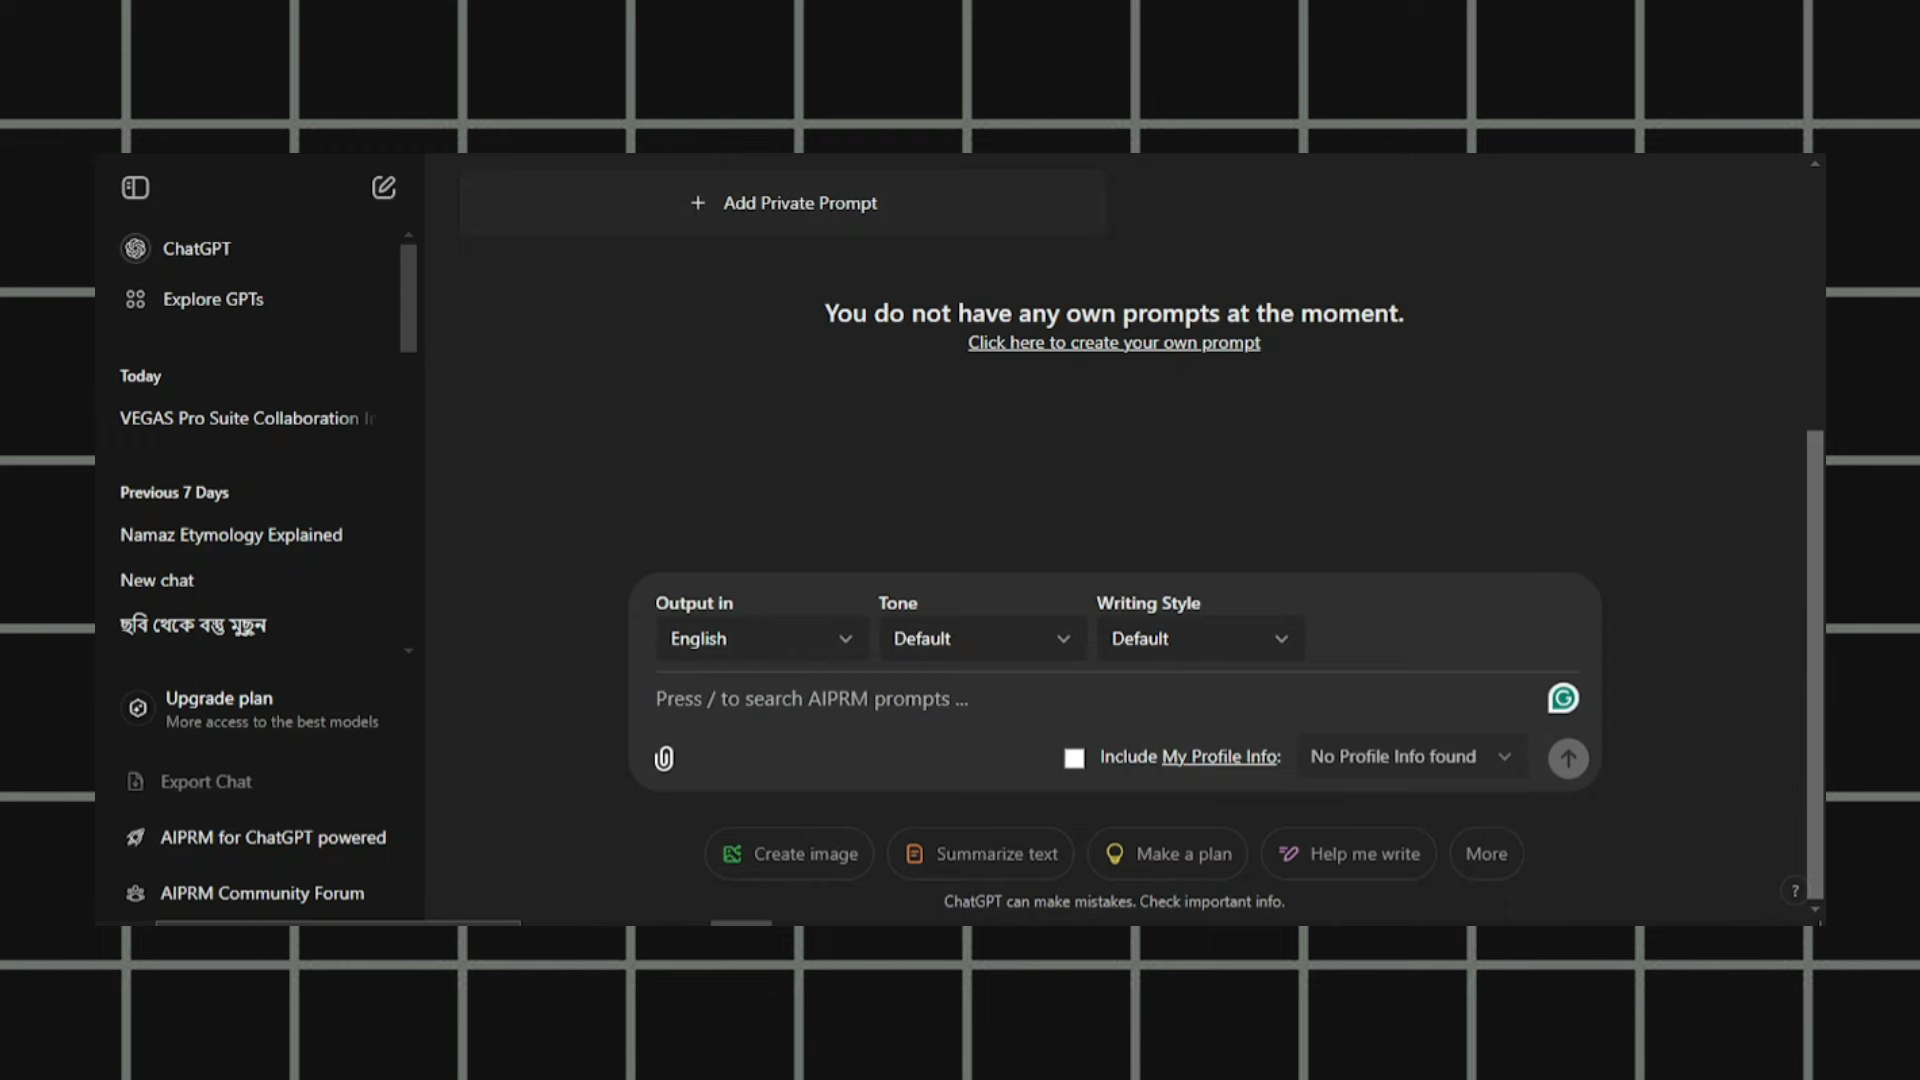 Add Private Prompt
ChatGPT
Explore GPTs
Today
VEGAS Pro Suite Collaboration
Previous 7 Days
Namaz Etymology Explained
New chat
ছবি থেকে বস্তু মুছুন
Upgrade plan
More access to the best models
Export Chat
AIPRM for ChatGPT powered
AIPRM Community Forum
You do not have any own prompts at the moment.
Click here to create your own prompt
Output in Tone Writing Style
English Default Default
Press / to search AIPRM prompts ...
Include My Profile Info: No Profile Info found
Create image Summarize text Make a plan Help me write More
ChatGPT can make mistakes. Check important info.
?